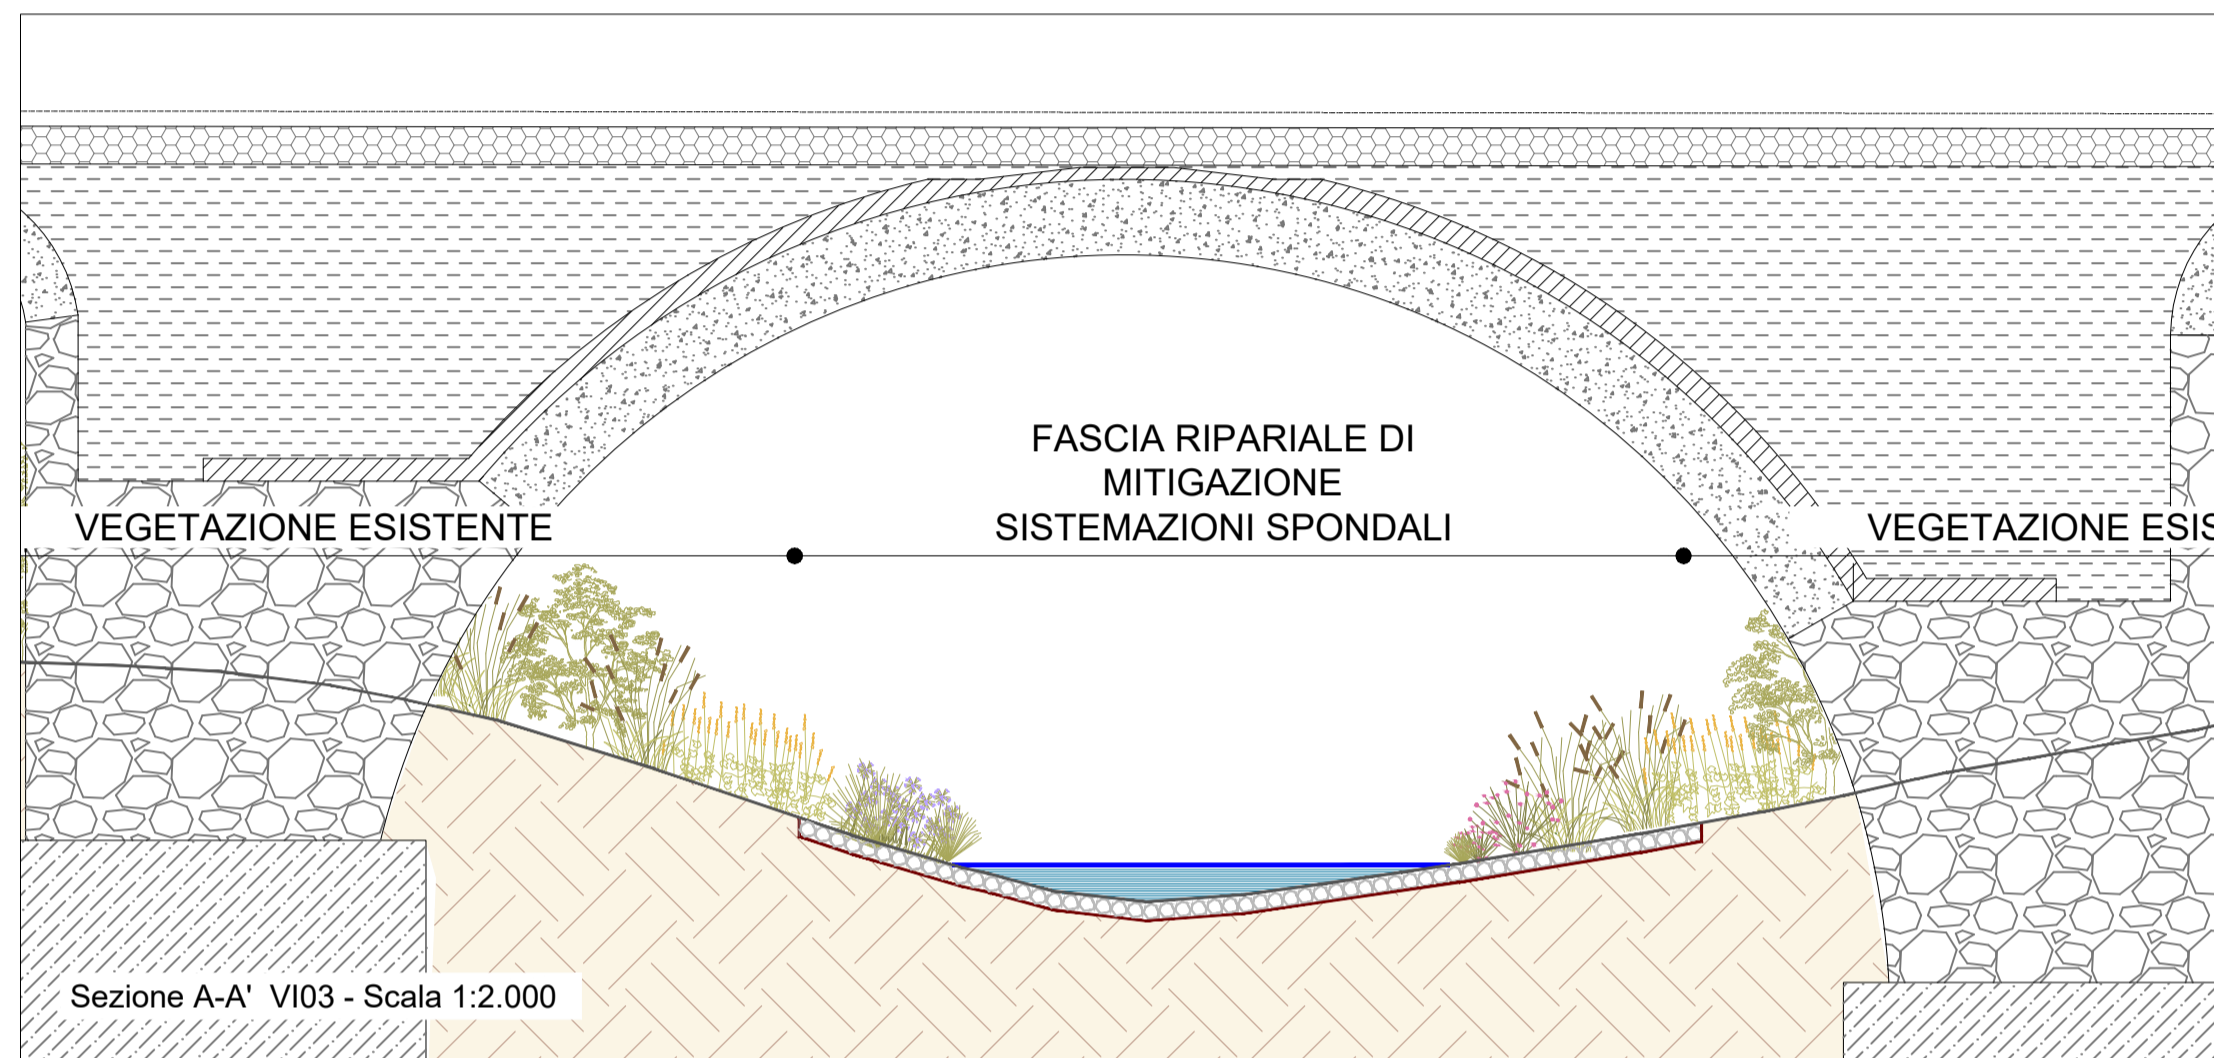 FASCIA RIPARIALE DI
MITIGAZIONE
SISTEMAZIONI SPONDALI
VEGETAZIONE ESISTENTE
VEGETAZIONE ESIS
Sezione A-A' VI03 - Scala 1:2.000